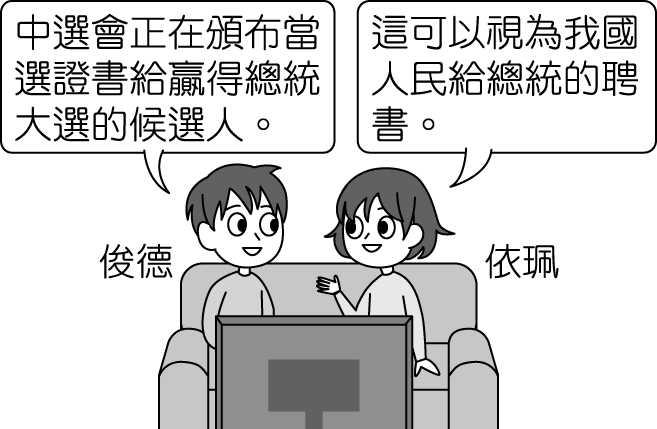 中選會正在頒布當
選證書給贏得總統
大選的候選人。
這可以視為我國
人民給總統的聘
書。
俊德
依珮